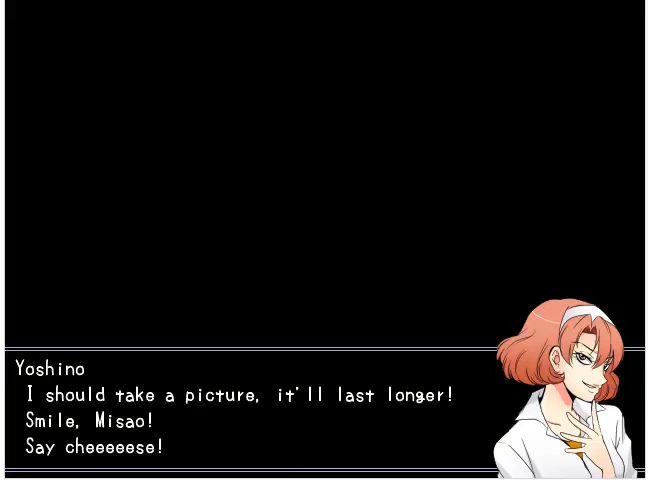 Yoshino
I should take a picture, it'll last longer!
Smile, Misao!
Say cheeeeese!